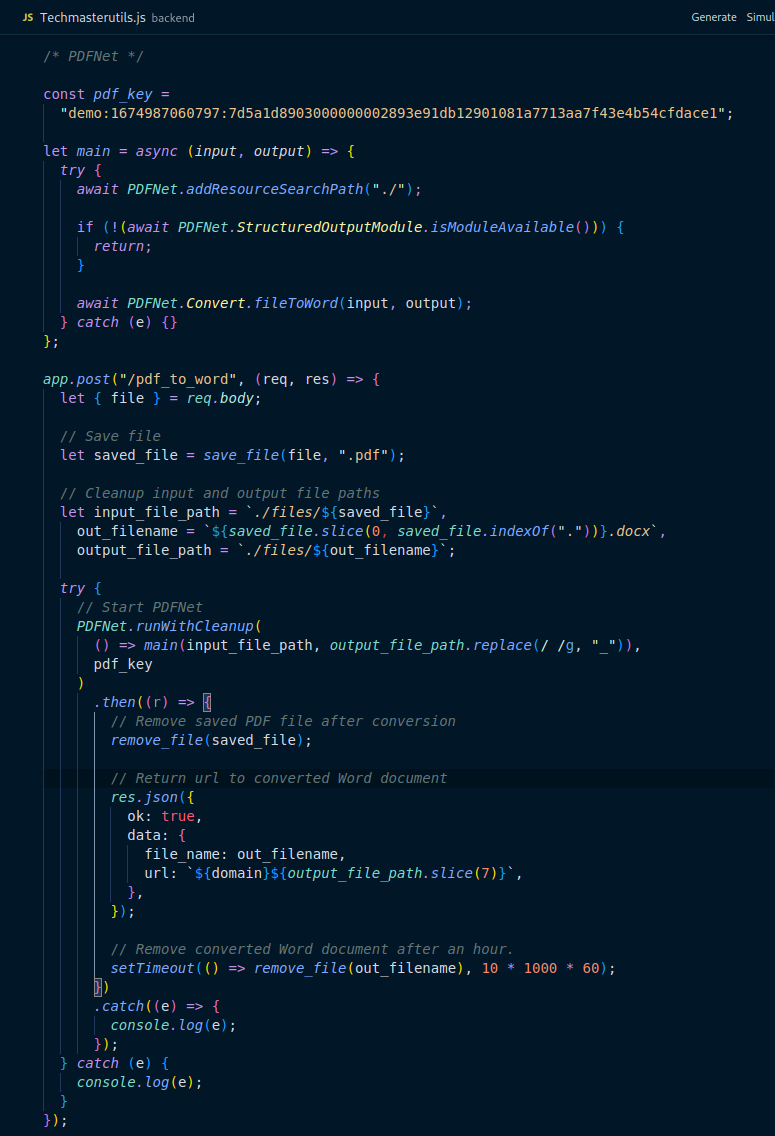 JS Techmasterutils.js backend Generate Simul
/* PDFNet */
const pdf_key =
"demo:1674987060797:7d5a1d8903000000002893e91db12901081a7713aa7f43e4b54cfdace1";
let main = async (input, output) => {
try {
await PDFNet.addResourceSearchPath("./");
if (!(await PDFNet.StructuredOutputModule.isModuleAvailable())) {
return;
}
await PDFNet.Convert.fileToWord(input, output);
} catch (e) {}
};
app.post("/pdf_to_word", (req, res) => {
let { file } = req.body;
// Save file
let saved_file = save_file(file, ".pdf");
// Cleanup input and output file paths
let input_file_path = `./files/${saved_file}`,
out_filename = `${saved_file.slice(0, saved_file.indexOf("."))}.docx`,
output_file_path = `./files/${out_filename}`;
try {
// Start PDFNet
PDFNet.runWithCleanup(
() => main(input_file_path, output_file_path.replace(/ /g, "_")),
pdf_key
)
.then((r) => {
// Remove saved PDF file after conversion
remove_file(saved_file);
// Return url to converted Word document
res.json({
ok: true,
data: {
file_name: out_filename,
url: `${domain}${output_file_path.slice(7)}`,
},
});
// Remove converted Word document after an hour.
setTimeout(() => remove_file(out_filename), 10 * 1000 * 60);
})
.catch((e) => {
console.log(e);
});
} catch (e) {
console.log(e);
}
});